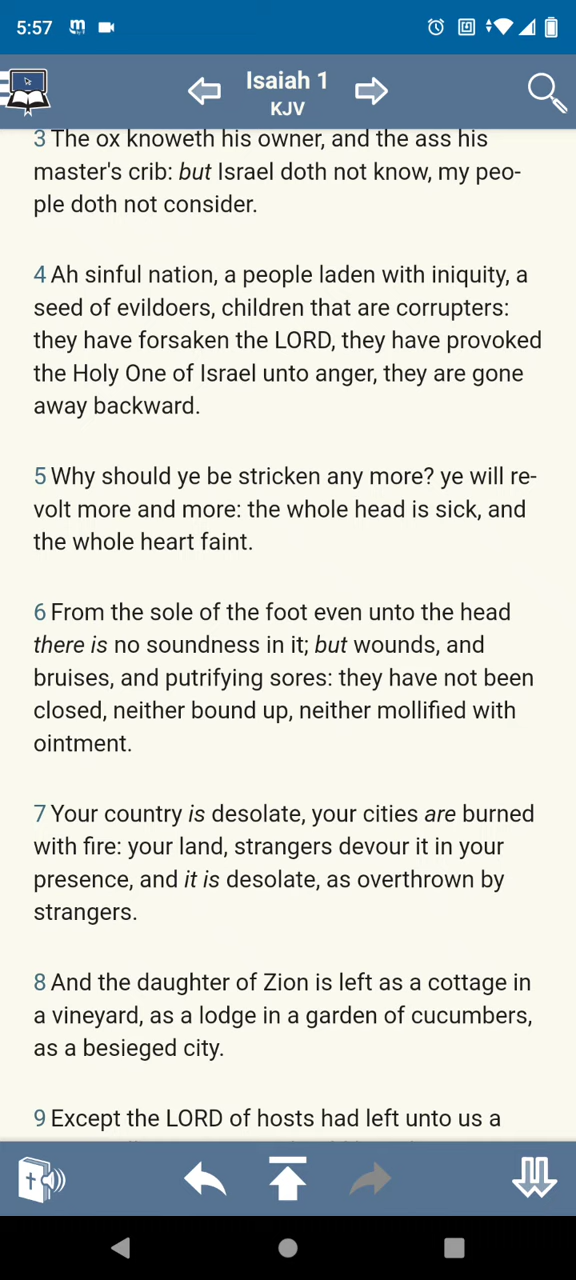 5:57
Isaiah 1
KJV
3 The ox knoweth his owner, and the ass his
master's crib: but Israel doth not know, my peo-
ple doth not consider.
4 Ah sinful nation, a people laden with iniquity, a
seed of evildoers, children that are corrupters:
they have forsaken the LORD, they have provoked
the Holy One of Israel unto anger, they are gone
away backward.
5 Why should ye be stricken any more? ye will re-
volt more and more: the whole head is sick, and
the whole heart faint.
6 From the sole of the foot even unto the head
there is no soundness in it; but wounds, and
bruises, and putrifying sores: they have not been
closed, neither bound up, neither mollified with
ointment.
7 Your country is desolate, your cities are burned
with fire: your land, strangers devour it in your
presence, and it is desolate, as overthrown by
strangers.
8 And the daughter of Zion is left as a cottage in
a vineyard, as a lodge in a garden of cucumbers,
as a besieged city.
9 Except the LORD of hosts had left unto us a